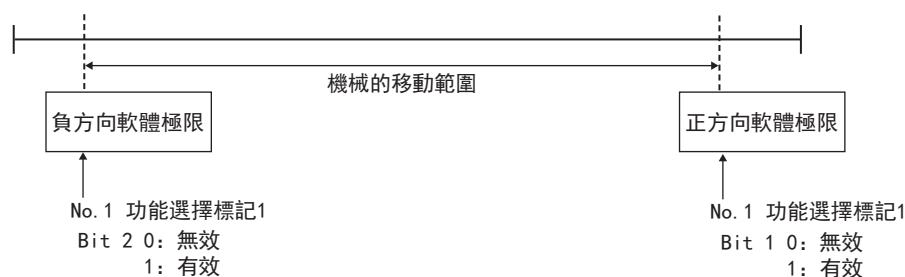 機械的移動範圍
負方向軟體極限
正方向軟體極限
No.1 功能選擇標記1
Bit 2 0: 無效
1: 有效
No.1 功能選擇標記1
Bit 1 0: 無效
1: 有效